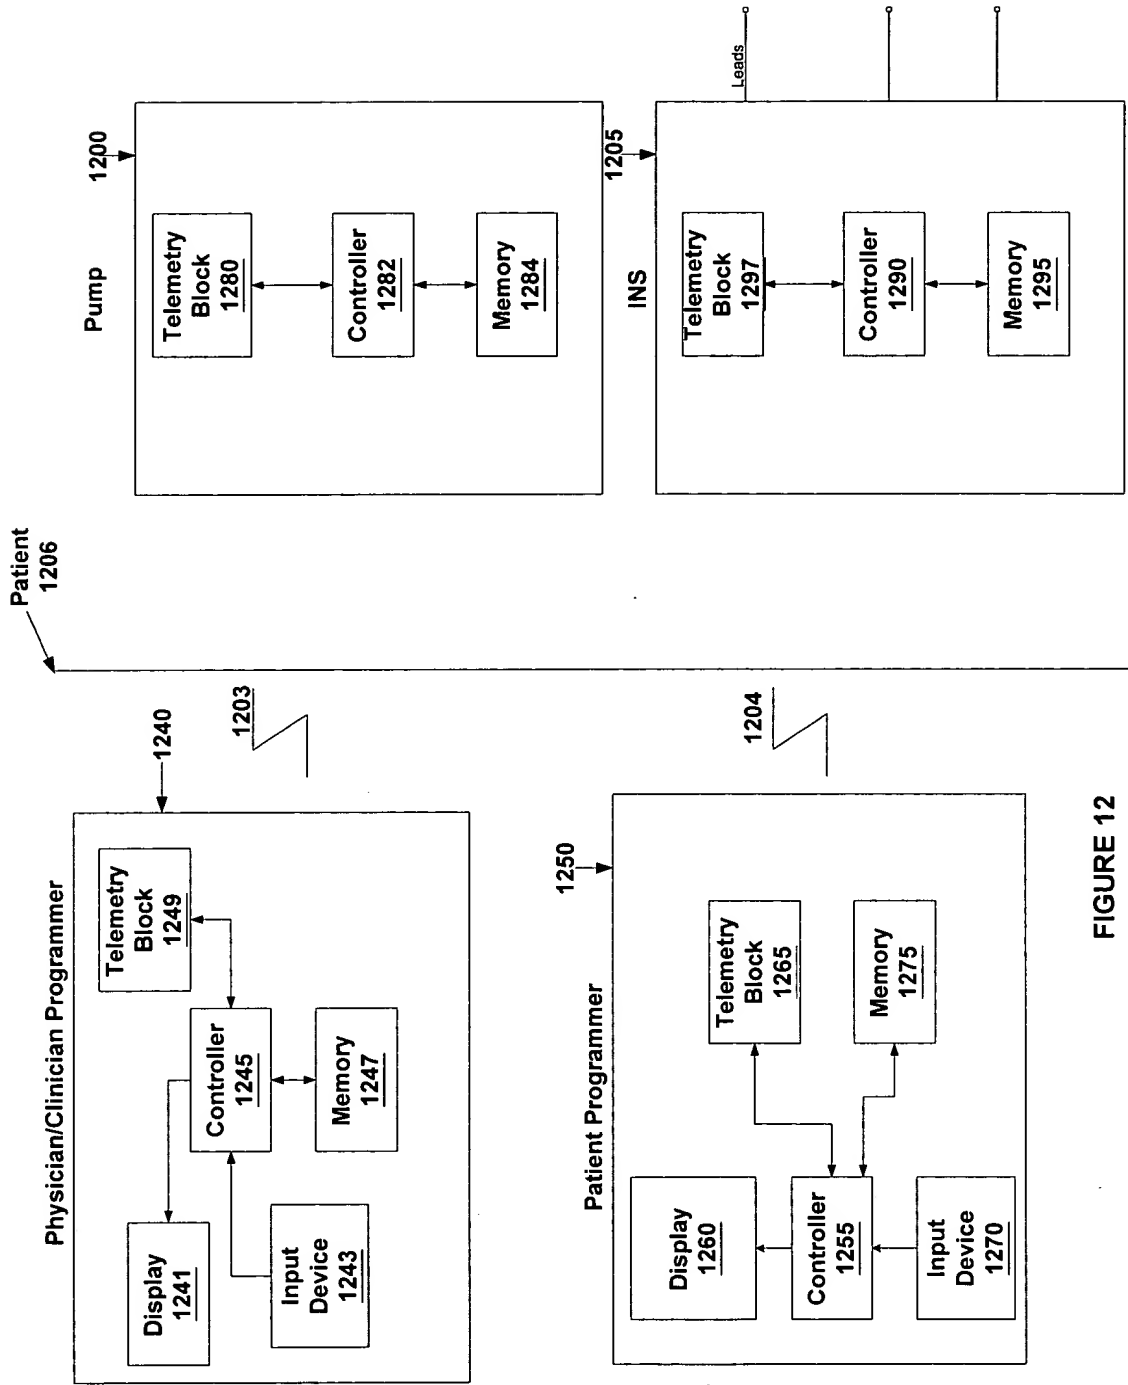 Physician/Clinician Programmer
1240
Display
1241
Input
Device
1243
Controller
1245
Memory
1247
Telemetry
Block
1249
1203
Patient
1206
Pump
1200
Telemetry
Block
1280
Controller
1282
Memory
1284
Patient Programmer
1250
Display
1260
Controller
1255
Input
Device
1270
Telemetry
Block
1265
Memory
1275
1204
INS
1205
Telemetry
Block
1297
Controller
1290
Memory
1295
Leads
FIGURE 12